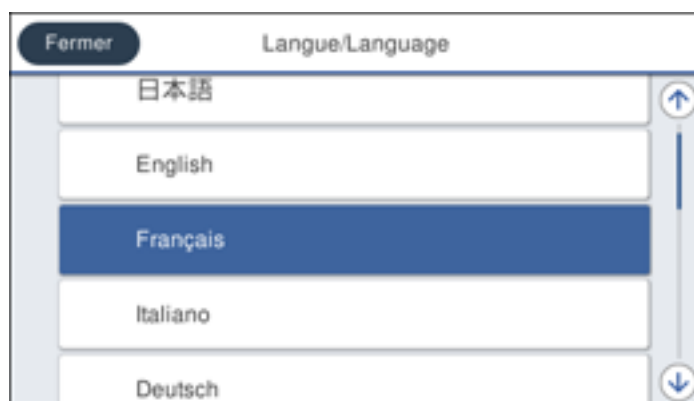 Fermer
Langue/Language
日本語
English
Français
Italiano
Deutsch